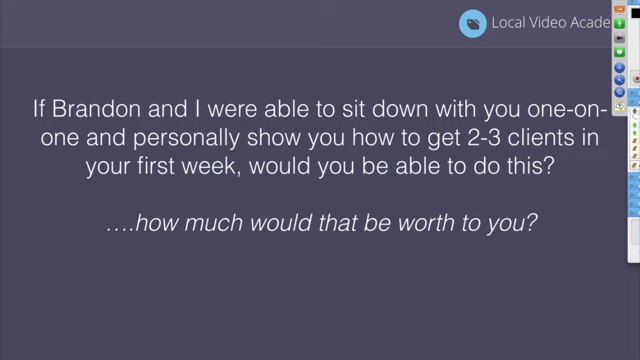 Local Video Acade
If Brandon and I were able to sit down with you one-on-
one and personally show you how to get 2-3 clients in
your first week, would you be able to do this?
….how much would that be worth to you?